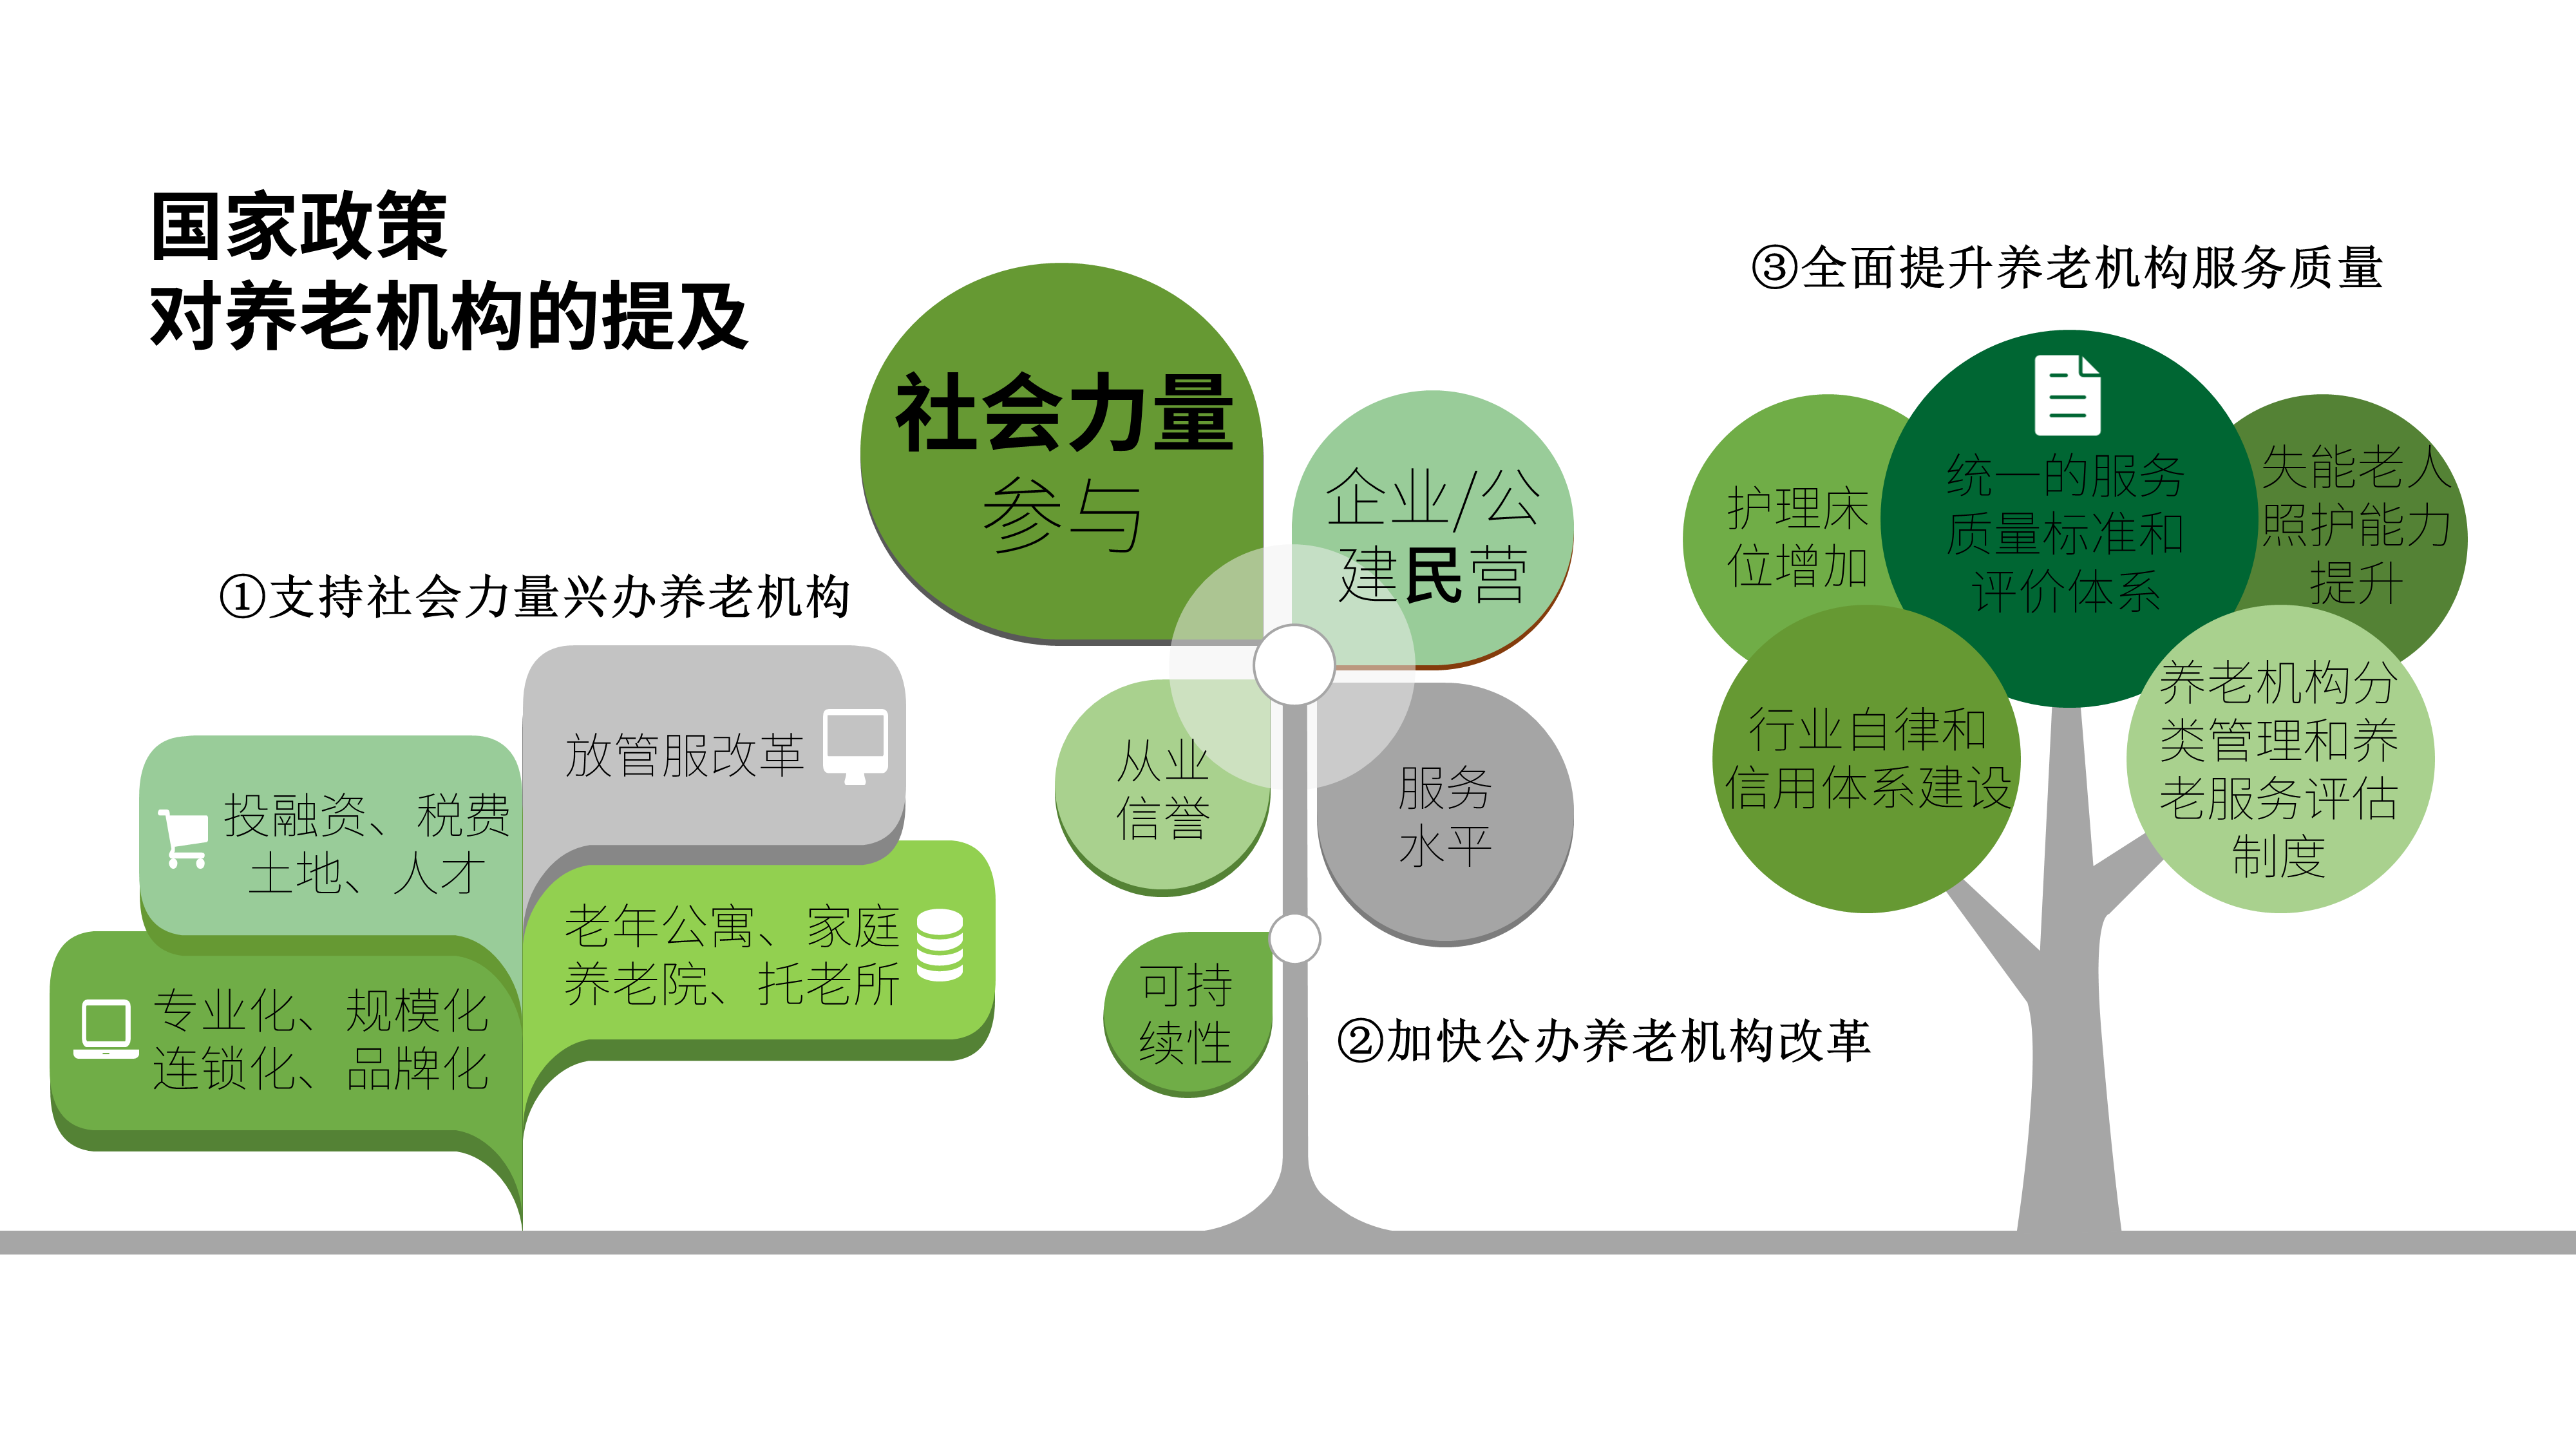 国家政策
对养老机构的提及
①支持社会力量兴办养老机构
放管服改革
投融资、税费
土地、人才
老年公寓、家庭
养老院、托老所
专业化、规模化
连锁化、品牌化
社会力量
参与
企业/公
建民营
从业
信誉
服务
水平
可持
续性
②加快公办养老机构改革
③全面提升养老机构服务质量
护理床
位增加
统一的服务
质量标准和
评价体系
失能老人
照护能力
提升
行业自律和
信用体系建设
养老机构分
类管理和养
老服务评估
制度